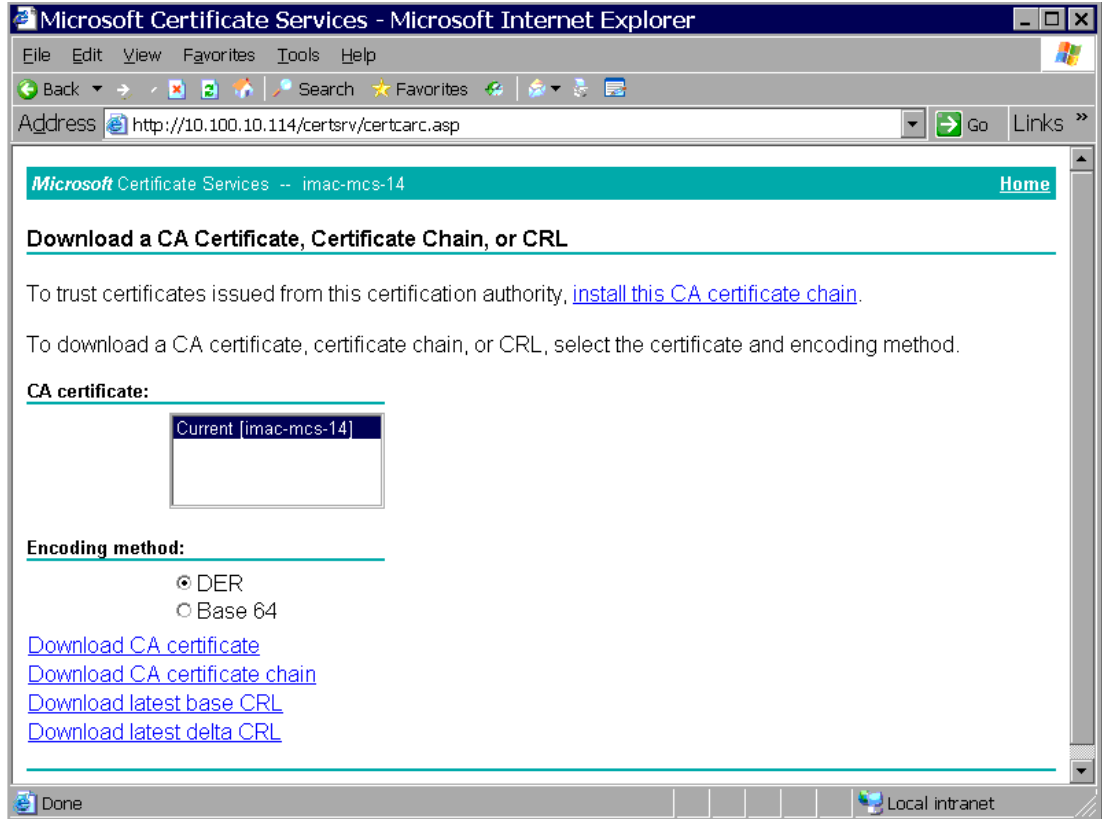 Microsoft Certificate Services - Microsoft Internet Explorer
File Edit View Favorites Tools Help
Back Search Favorites
Address http://10.100.10.114/certsrv/certcarc.asp Go Links »
Microsoft Certificate Services -- imac-mcs-14 Home
Download a CA Certificate, Certificate Chain, or CRL
To trust certificates issued from this certification authority, install this CA certificate chain.
To download a CA certificate, certificate chain, or CRL, select the certificate and encoding method.
CA certificate:
Current [imac-mcs-14]
Encoding method:
DER
Base 64
Download CA certificate
Download CA certificate chain
Download latest base CRL
Download latest delta CRL
Done Local intranet